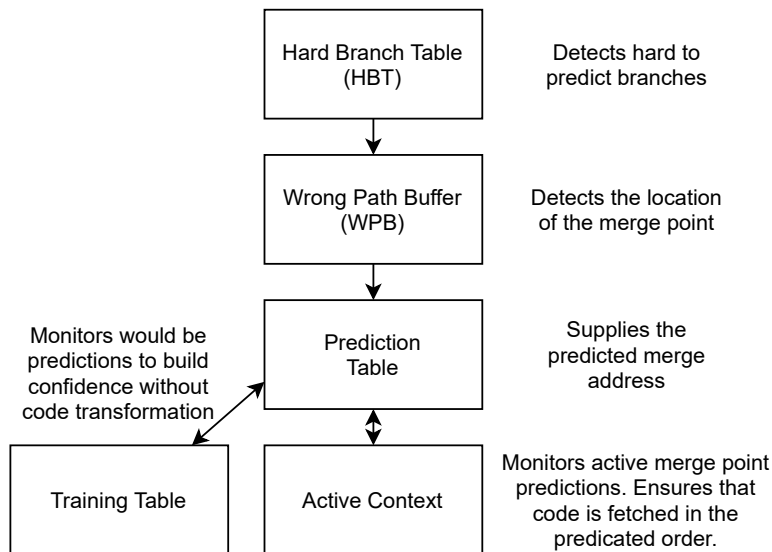 Hard Branch Table
(HBT)
Detects hard to
predict branches
Wrong Path Buffer
(WPB)
Detects the location
of the merge point
Prediction
Table
Supplies the
predicted merge
address
Monitors would be
predictions to build
confidence without
code transformation
Training Table
Active Context
Monitors active merge point
predictions. Ensures that
code is fetched in the
predicated order.